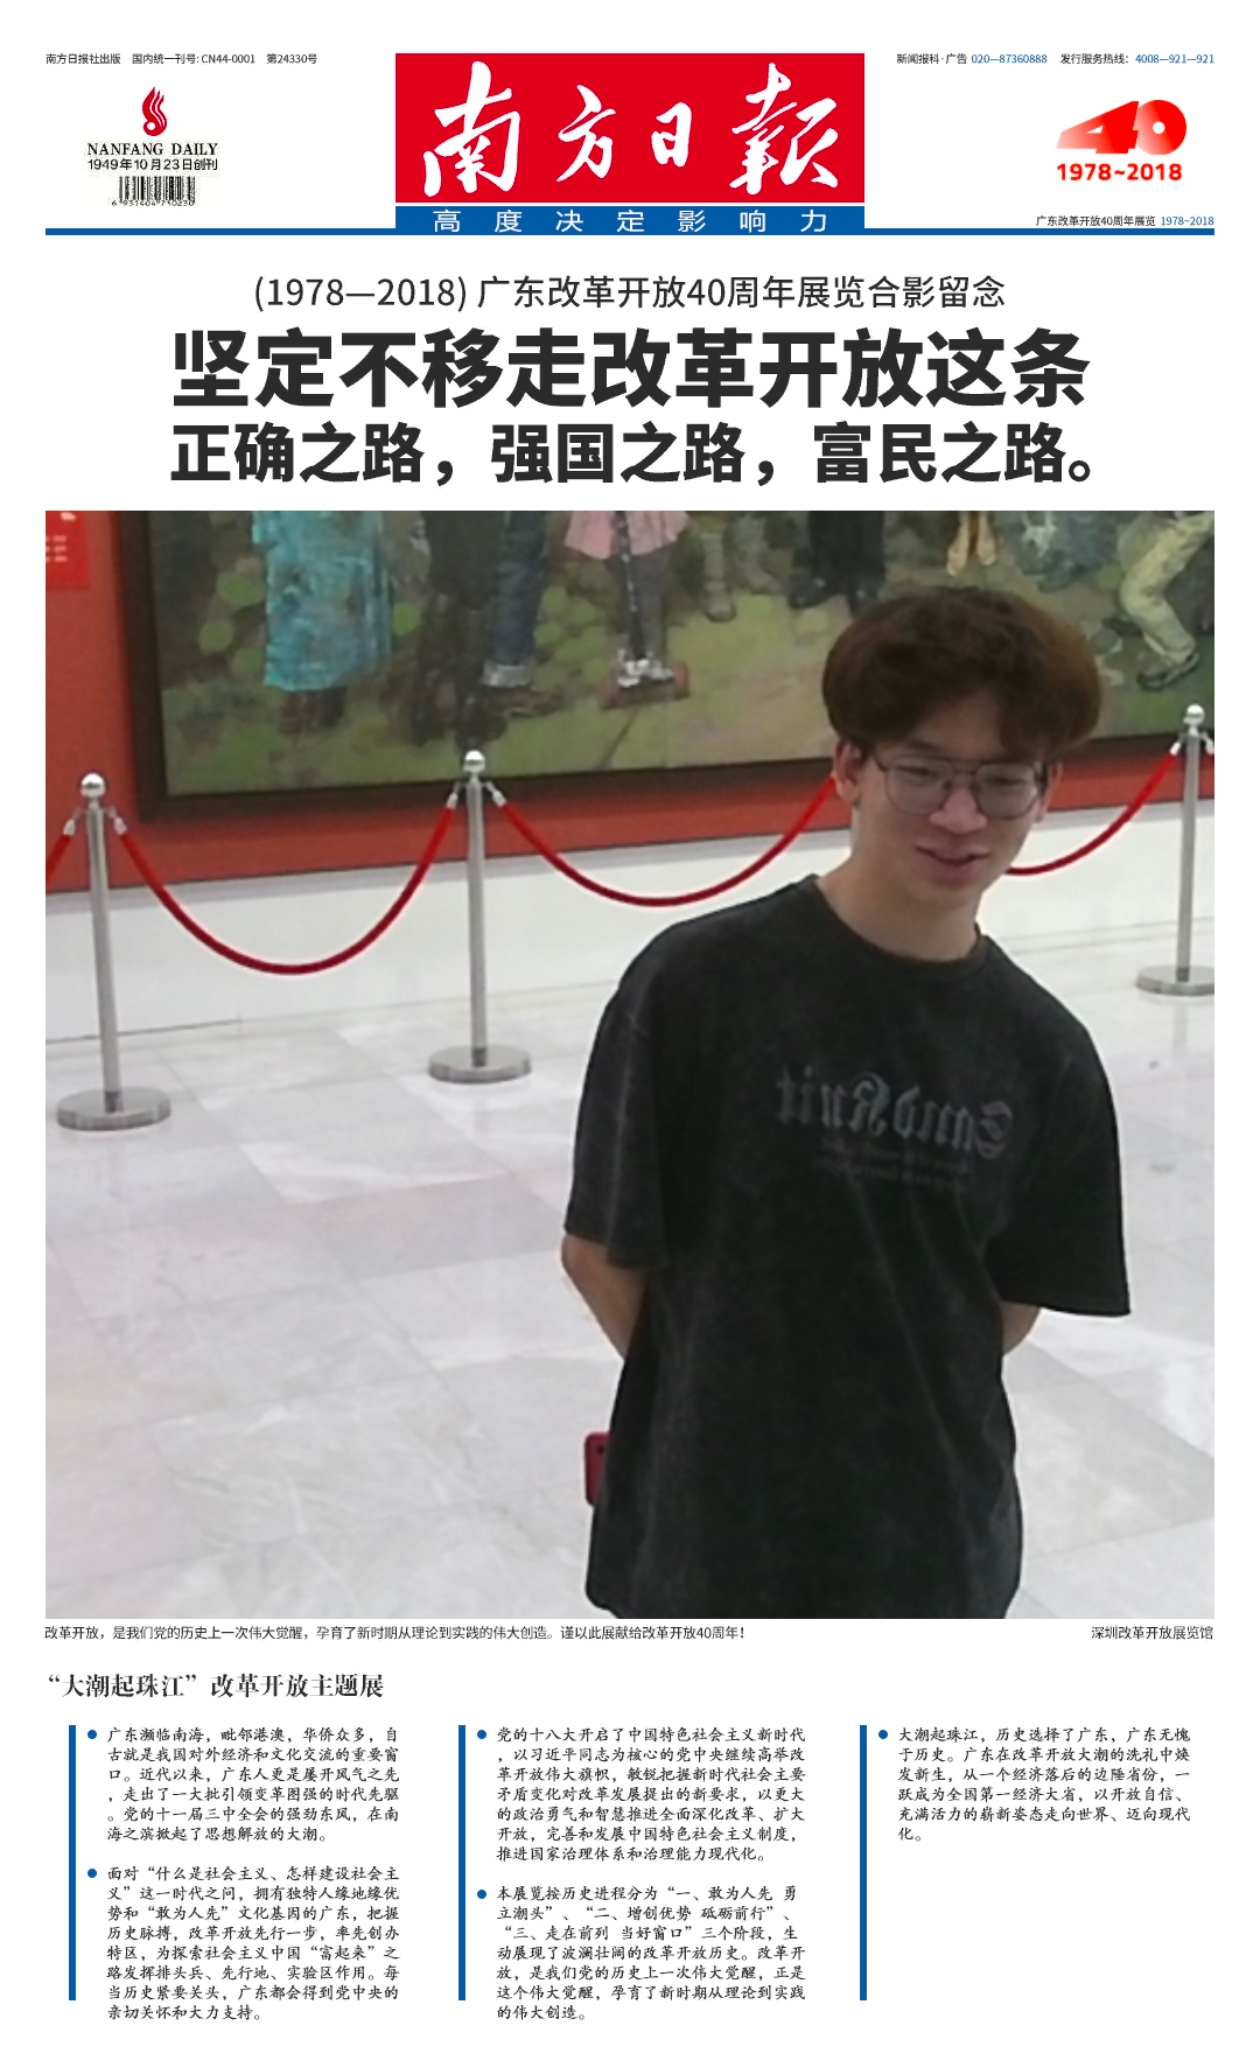 南方日报社出版 国内统一刊号: CN44-0001 第24330号
新闻报料·广告 020—87360888 发行服务热线：4008—921—921
南方日報
高度决定影响力
NANFANG DAILY
1949年10月23日创刊
40
1978~2018
广东改革开放40周年展览 1978~2018
(1978—2018) 广东改革开放40周年展览合影留念
坚定不移走改革开放这条
正确之路，强国之路，富民之路。
SandKnit
改革开放，是我们党的历史上一次伟大觉醒，孕育了新时期从理论到实践的伟大创造。谨以此展献给改革开放40周年！
深圳改革开放展览馆
“大潮起珠江”改革开放主题展
广东濒临南海，毗邻港澳，华侨众多，自
古就是我国对外经济和文化交流的重要窗
口。近代以来，广东人更是屡开风气之先
，走出了一大批引领变革图强的时代先驱
。党的十一届三中全会的强劲东风，在南
海之滨掀起了思想解放的大潮。
面对“什么是社会主义、怎样建设社会主
义”这一时代之问，拥有独特人缘地缘优
势和“敢为人先”文化基因的广东，把握
历史脉搏，改革开放先行一步，率先创办
特区，为探索社会主义中国“富起来”之
路发挥排头兵、先行地、实验区作用。每
当历史紧要关头，广东都会得到党中央的
亲切关怀和大力支持。
党的十八大开启了中国特色社会主义新时代
，以习近平同志为核心的党中央继续高举改
革开放伟大旗帜，敏锐把握新时代社会主要
矛盾变化对改革发展提出的新要求，以更大
的政治勇气和智慧推进全面深化改革、扩大
开放，完善和发展中国特色社会主义制度，
推进国家治理体系和治理能力现代化。
本展览按历史进程分为“一、敢为人先 勇
立潮头”、“二、增创优势 砥砺前行”、
“三、走在前列 当好窗口”三个阶段，生
动展现了波澜壮阔的改革开放历史。改革开
放，是我们党的历史上一次伟大觉醒，正是
这个伟大觉醒，孕育了新时期从理论到实践
的伟大创造。
大潮起珠江，历史选择了广东，广东无愧
于历史。广东在改革开放大潮的洗礼中焕
发新生，从一个经济落后的边陲省份，一
跃成为全国第一经济大省，以开放自信、
充满活力的崭新姿态走向世界、迈向现代
化。